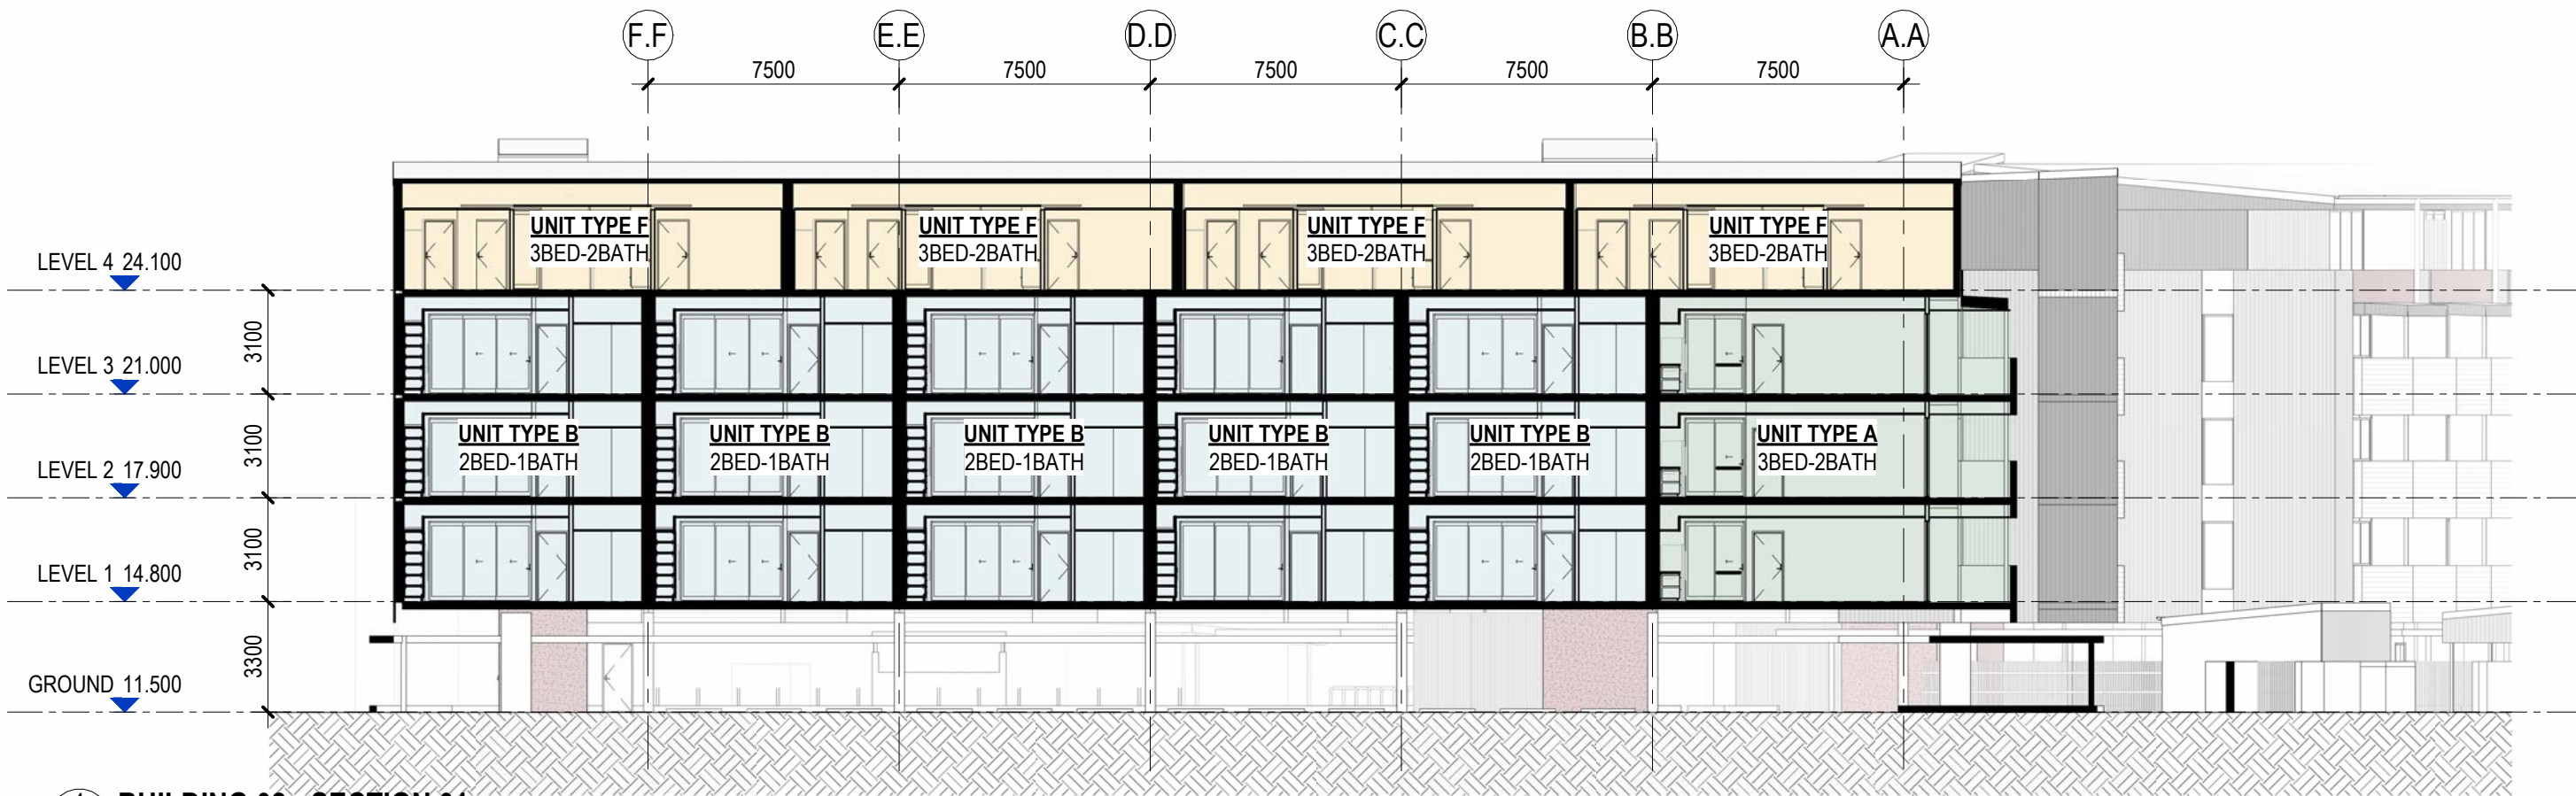 F.F E.E D.D C.C B.B A.A
7500 7500 7500 7500 7500
UNIT TYPE F
3BED-2BATH
UNIT TYPE F
3BED-2BATH
UNIT TYPE F
3BED-2BATH
UNIT TYPE F
3BED-2BATH
LEVEL 4 24.100
3100
LEVEL 3 21.000
3100
UNIT TYPE B
2BED-1BATH
UNIT TYPE B
2BED-1BATH
UNIT TYPE B
2BED-1BATH
UNIT TYPE B
2BED-1BATH
UNIT TYPE B
2BED-1BATH
UNIT TYPE A
3BED-2BATH
LEVEL 2 17.900
3100
LEVEL 1 14.800
3300
GROUND 11.500